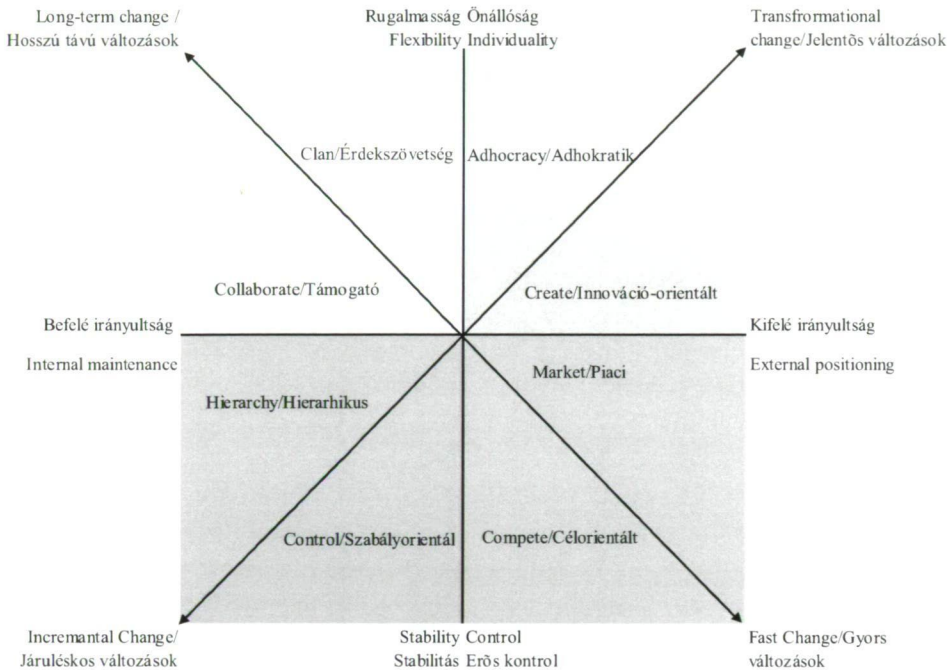 Long-term change /
Hosszú távú változások
Rugalmasság Önállóság
Flexibility Individuality
Transfrormational
change/Jelentõs változások
Clan/Érdekszövetség
Adhocracy/Adhokratik
Collaborate/Támogató
Create/Innováció-orientált
Befelé irányultság
Kifelé irányultság
Internal maintenance
External positioning
Market/Piaci
Hierarchy/Hierarhikus
Control/Szabályorientál
Compete/Célorientált
Incremantal Change/
Járuléskos változások
Stability Control
Stabilitás Erõs kontrol
Fast Change/Gyors
változások